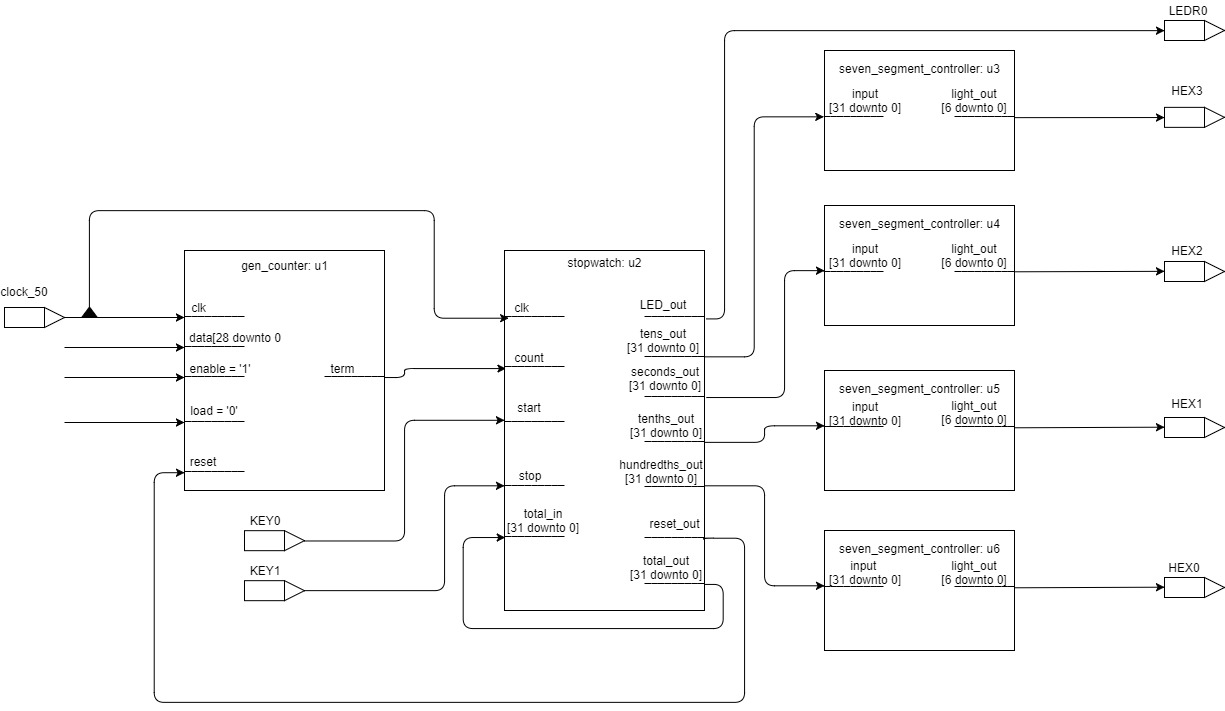 LEDR0
seven_segment_controller: u3
input
[31 downto 0]
light_out
[6 downto 0]
HEX3
seven_segment_controller: u4
input
[31 downto 0]
light_out
[6 downto 0]
HEX2
clock_50
gen_counter: u1
clk
data[28 downto 0
enable = '1'
load = '0'
reset
term
KEY0
KEY1
stopwatch: u2
clk
count
start
stop
total_in
[31 downto 0]
LED_out
tens_out
[31 downto 0]
seconds_out
[31 downto 0]
tenths_out
[31 downto 0]
hundredths_out
[31 downto 0]
reset_out
total_out
[31 downto 0]
seven_segment_controller: u5
input
[31 downto 0]
light_out
[6 downto 0]
HEX1
seven_segment_controller: u6
input
[31 downto 0]
light_out
[6 downto 0]
HEX0